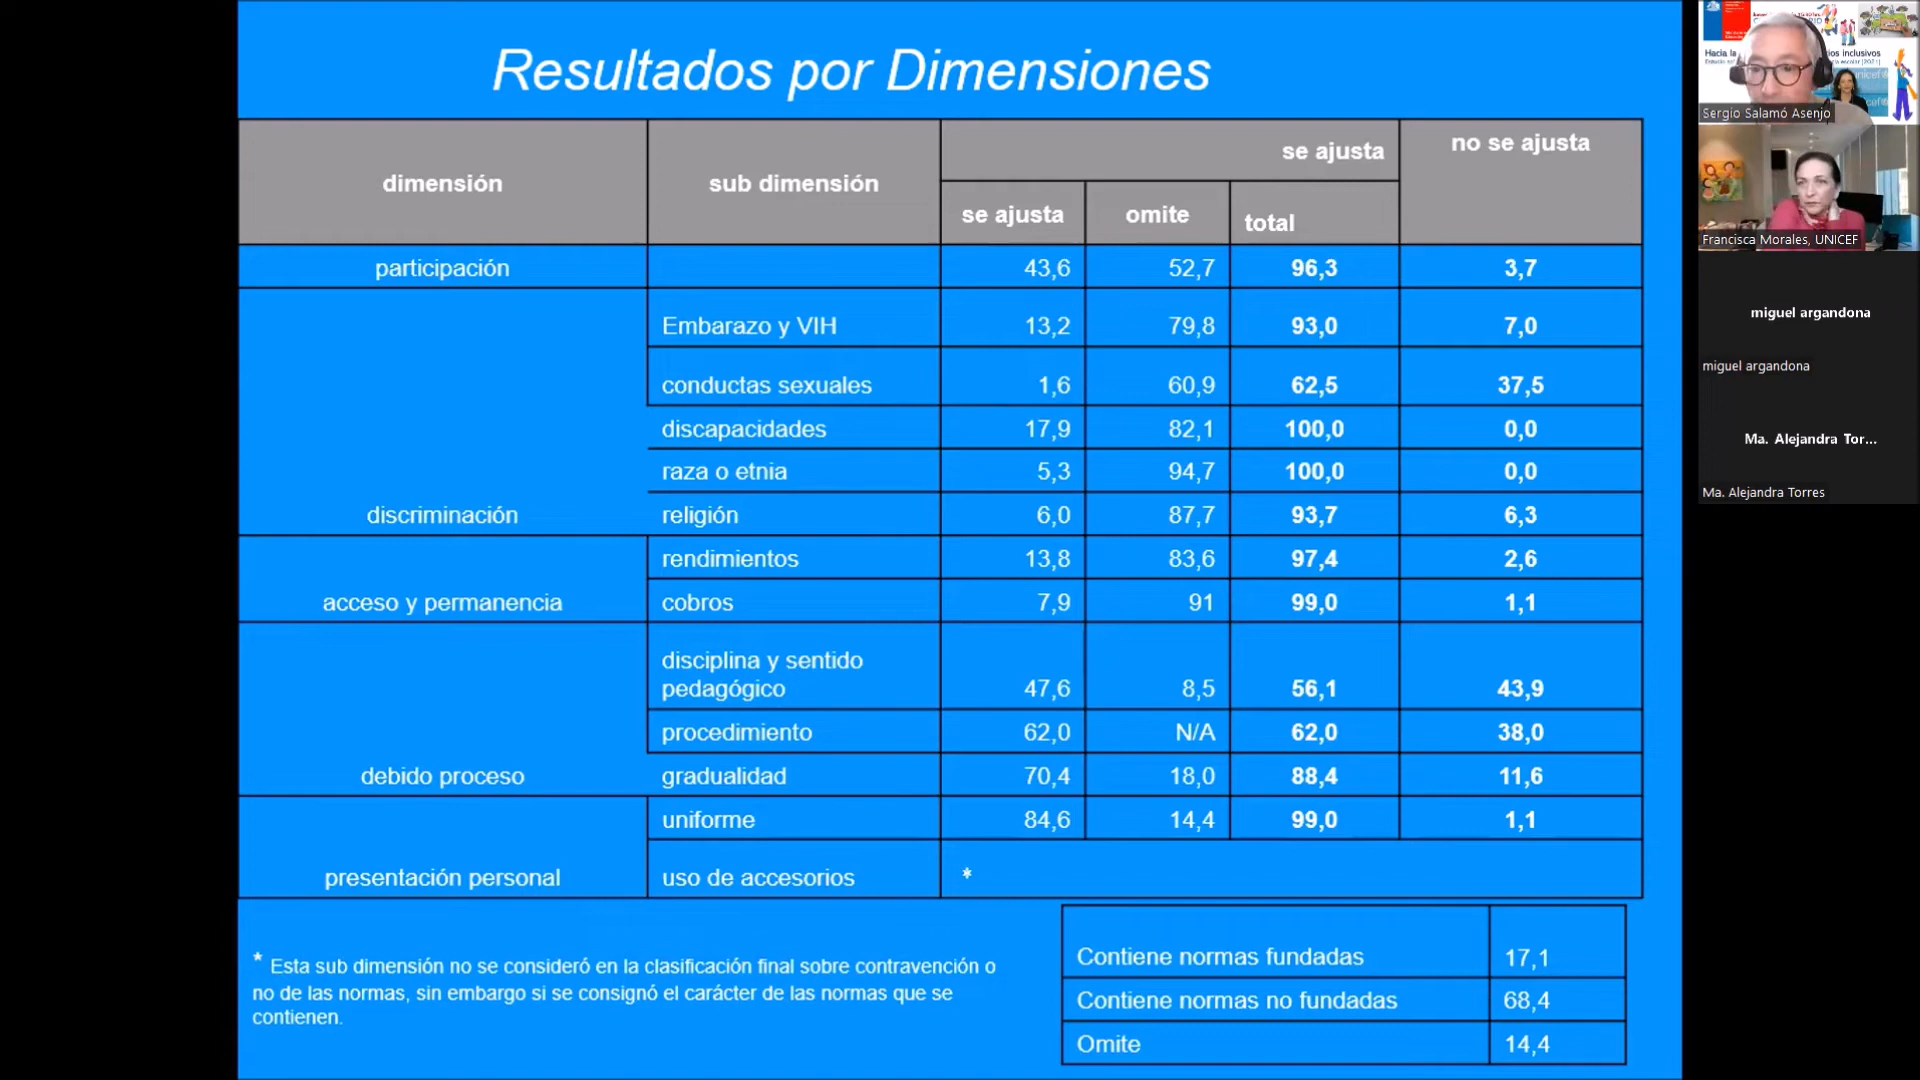 Resultados por Dimensiones
dimensión
sub dimensión
se ajusta
no se ajusta
se ajusta
omite
total
participación 43,6 52,7 96,3 3,7
Embarazo y VIH 13,2 79,8 93,0 7,0
conductas sexuales 1,6 60,9 62,5 37,5
discapacidades 17,9 82,1 100,0 0,0
raza o etnia 5,3 94,7 100,0 0,0
discriminación religión 6,0 87,7 93,7 6,3
rendimientos 13,8 83,6 97,4 2,6
acceso y permanencia cobros 7,9 91 99,0 1,1
disciplina y sentido
pedagógico 47,6 8,5 56,1 43,9
procedimiento 62,0 N/A 62,0 38,0
debido proceso gradualidad 70,4 18,0 88,4 11,6
uniforme 84,6 14,4 99,0 1,1
presentación personal uso de accesorios *
* Esta sub dimensión no se consideró en la clasificación final sobre contravención o
no de las normas, sin embargo si se consignó el carácter de las normas que se
contienen.
Contiene normas fundadas 17,1
Contiene normas no fundadas 68,4
Omite 14,4
Hacia la
inclusivos
unicef
Sergio Salamó Asenjo
Francisca Morales, UNICEF
miguel argandona
miguel argandona
Ma. Alejandra Tor...
Ma. Alejandra Torres